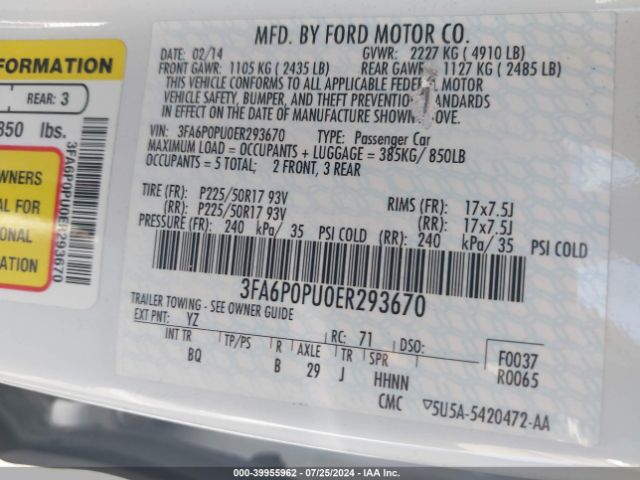 MFD. BY FORD MOTOR CO.
DATE: 02/14 GVWR: 2227 KG (4910 LB)
FRONT GAWR: 1105 KG (2435 LB) REAR GAWR: 1127 KG (2485 LB)
THIS VEHICLE CONFORMS TO ALL APPLICABLE FEDERAL MOTOR
VEHICLE SAFETY, BUMPER, AND THEFT PREVENTION STANDARDS
IN EFFECT ON THE DATE OF MANUFACTURE SHOWN ABOVE.
VIN: 3FA6P0PU0ER293670 TYPE: Passenger Car
MAXIMUM LOAD = OCCUPANTS + LUGGAGE = 385KG/850LB
OCCUPANTS = 5 TOTAL; 2 FRONT, 3 REAR
TIRE (FR): P225/50R17 93V RIMS (FR): 17x7.5J
(RR): P225/50R17 93V (RR): 17x7.5J
PRESSURE (FR): 240 kPa/ 35 PSI COLD (RR): 240 kPa/ 35 PSI COLD
3FA6P0PU0ER293670
TRAILER TOWING - SEE OWNER GUIDE
EXT PNT: YZ RC: 71 DSO:
INT TR TP/PS R AXLE TR SPR
BQ B 29 J HHNN
CMC
F0037
R0065
5U5A-5420472-AA
FORMATION
REAR: 3
850 lbs.
WNERS
AL FOR
ONAL
ATION
3FA6P0PU0ER293670
000-39955962 - 07/25/2024 - IAA Inc.